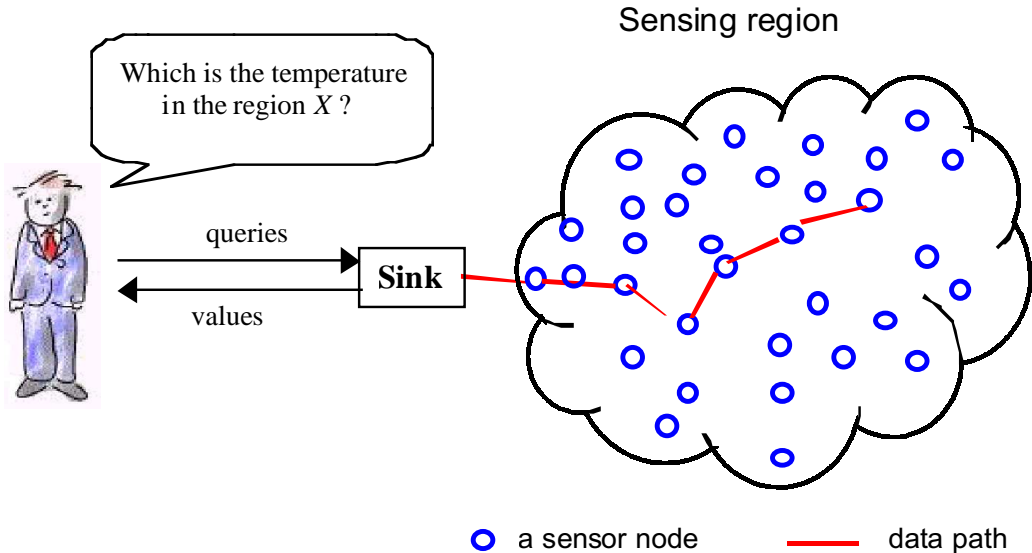 Sensing region
Which is the temperature
in the region X ?
queries
Sink
values
a sensor node
data path